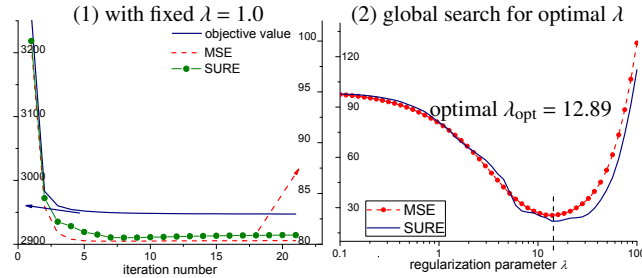 (1) with fixed λ = 1.0
3200
3100
3000
2900
100
95
90
85
80
objective value
MSE
SURE
0 5 10 15 20
iteration number
(2) global search for optimal λ
120
90
60
30
optimal λopt = 12.89
MSE
SURE
0.1 1 10 100
regularization parameter λ